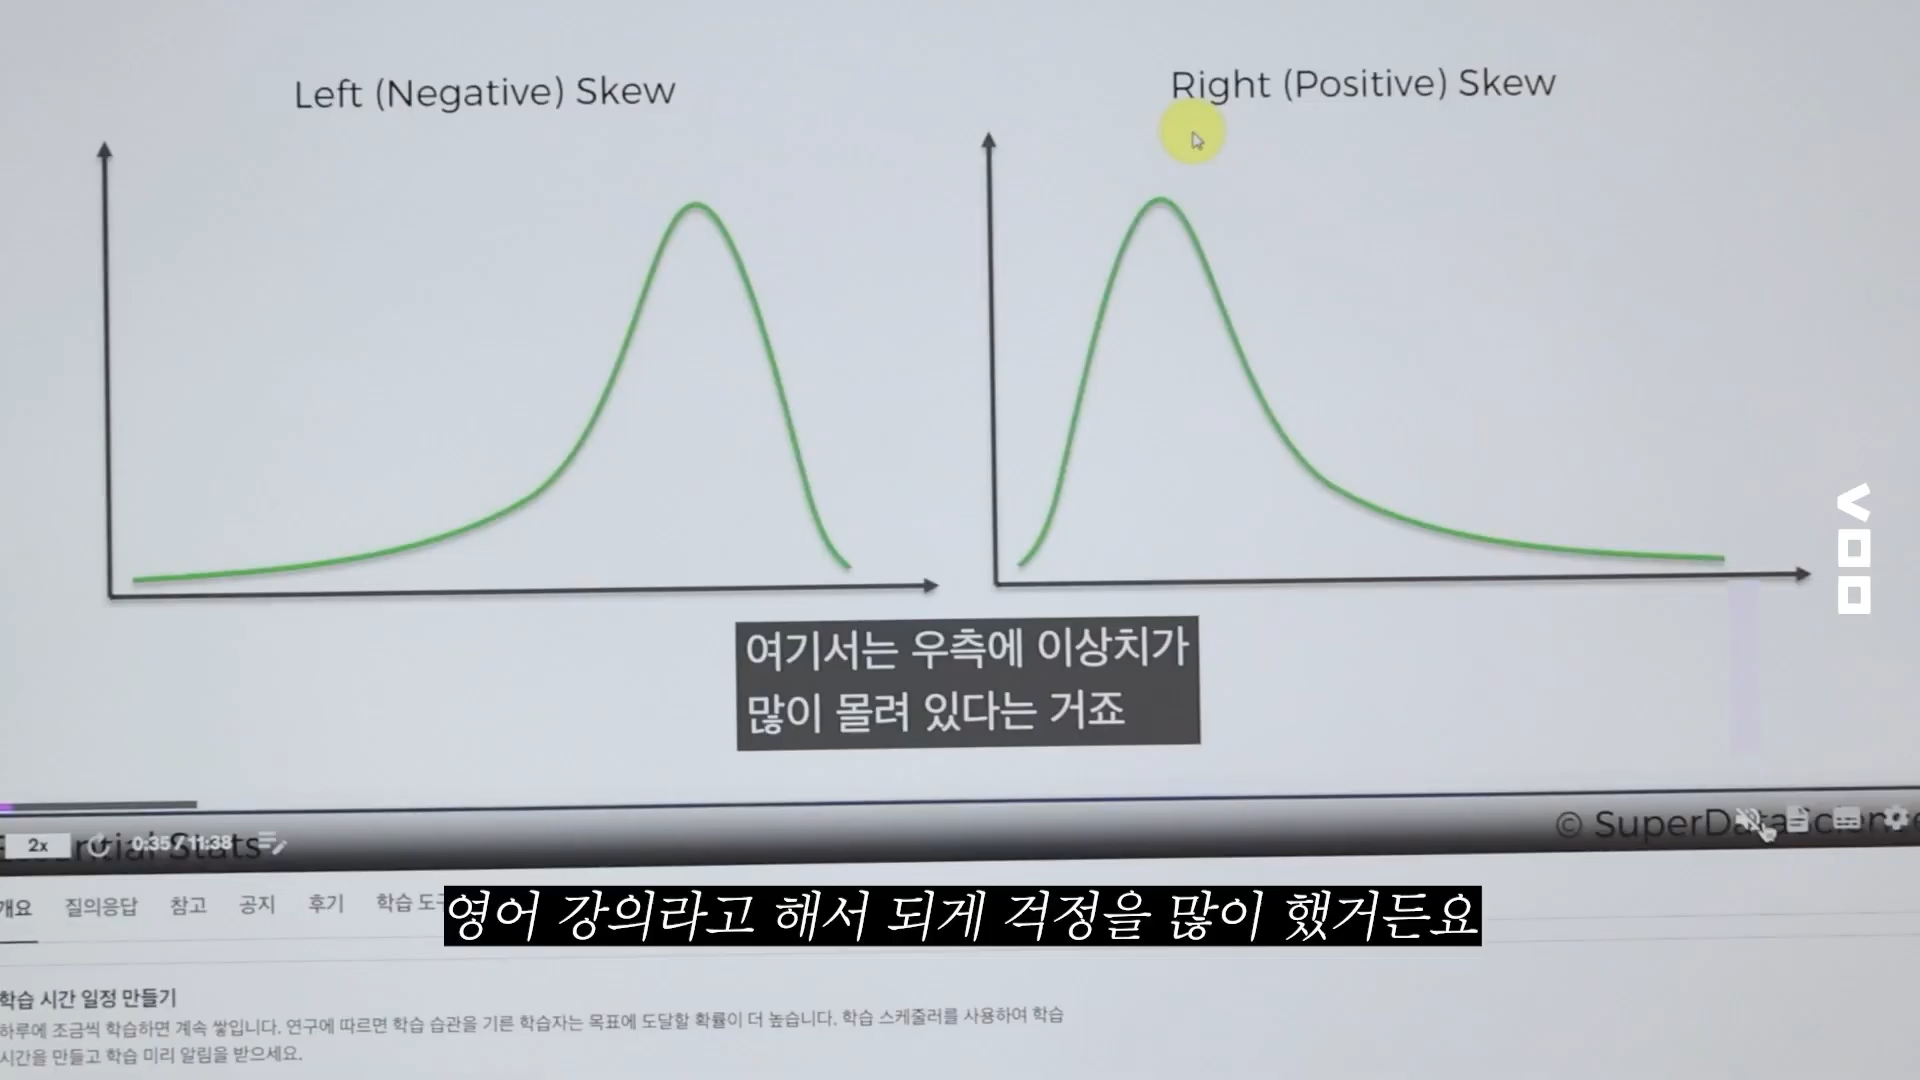 Left (Negative) Skew
Right (Positive) Skew
여기서는 우측에 이상치가
많이 몰려 있다는 거죠
VOO
ntial Stats
© SuperDataScience
2x
0:35 / 11:38
개요 질의응답 참고 공지 후기 학습 도구
영어 강의라고 해서 되게 걱정을 많이 했거든요
학습 시간 일정 만들기
하루에 조금씩 학습하면 계속 쌓입니다. 연구에 따르면 학습 습관을 기른 학습자는 목표에 도달할 확률이 더 높습니다. 학습 스케줄러를 사용하여 학습
시간을 만들고 학습 미리 알림을 받으세요.